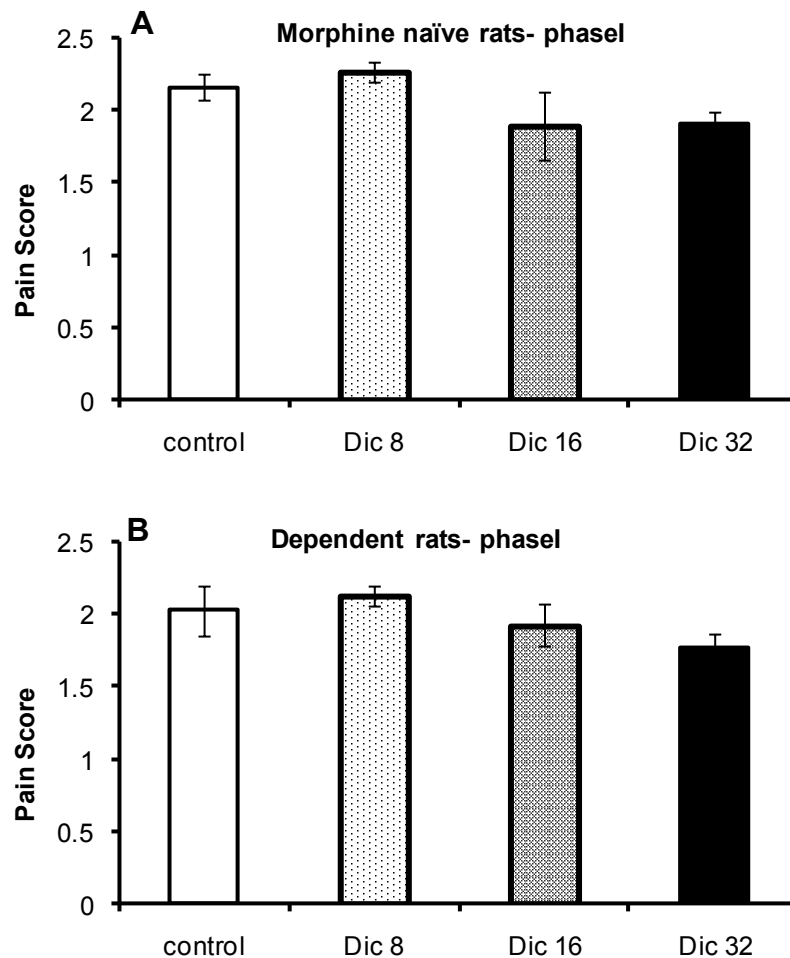 A
Morphine naïve rats- phaseI
Pain Score
2.5
2
1.5
1
0.5
0
control Dic 8 Dic 16 Dic 32
B
Dependent rats- phaseI
Pain Score
2.5
2
1.5
1
0.5
0
control Dic 8 Dic 16 Dic 32